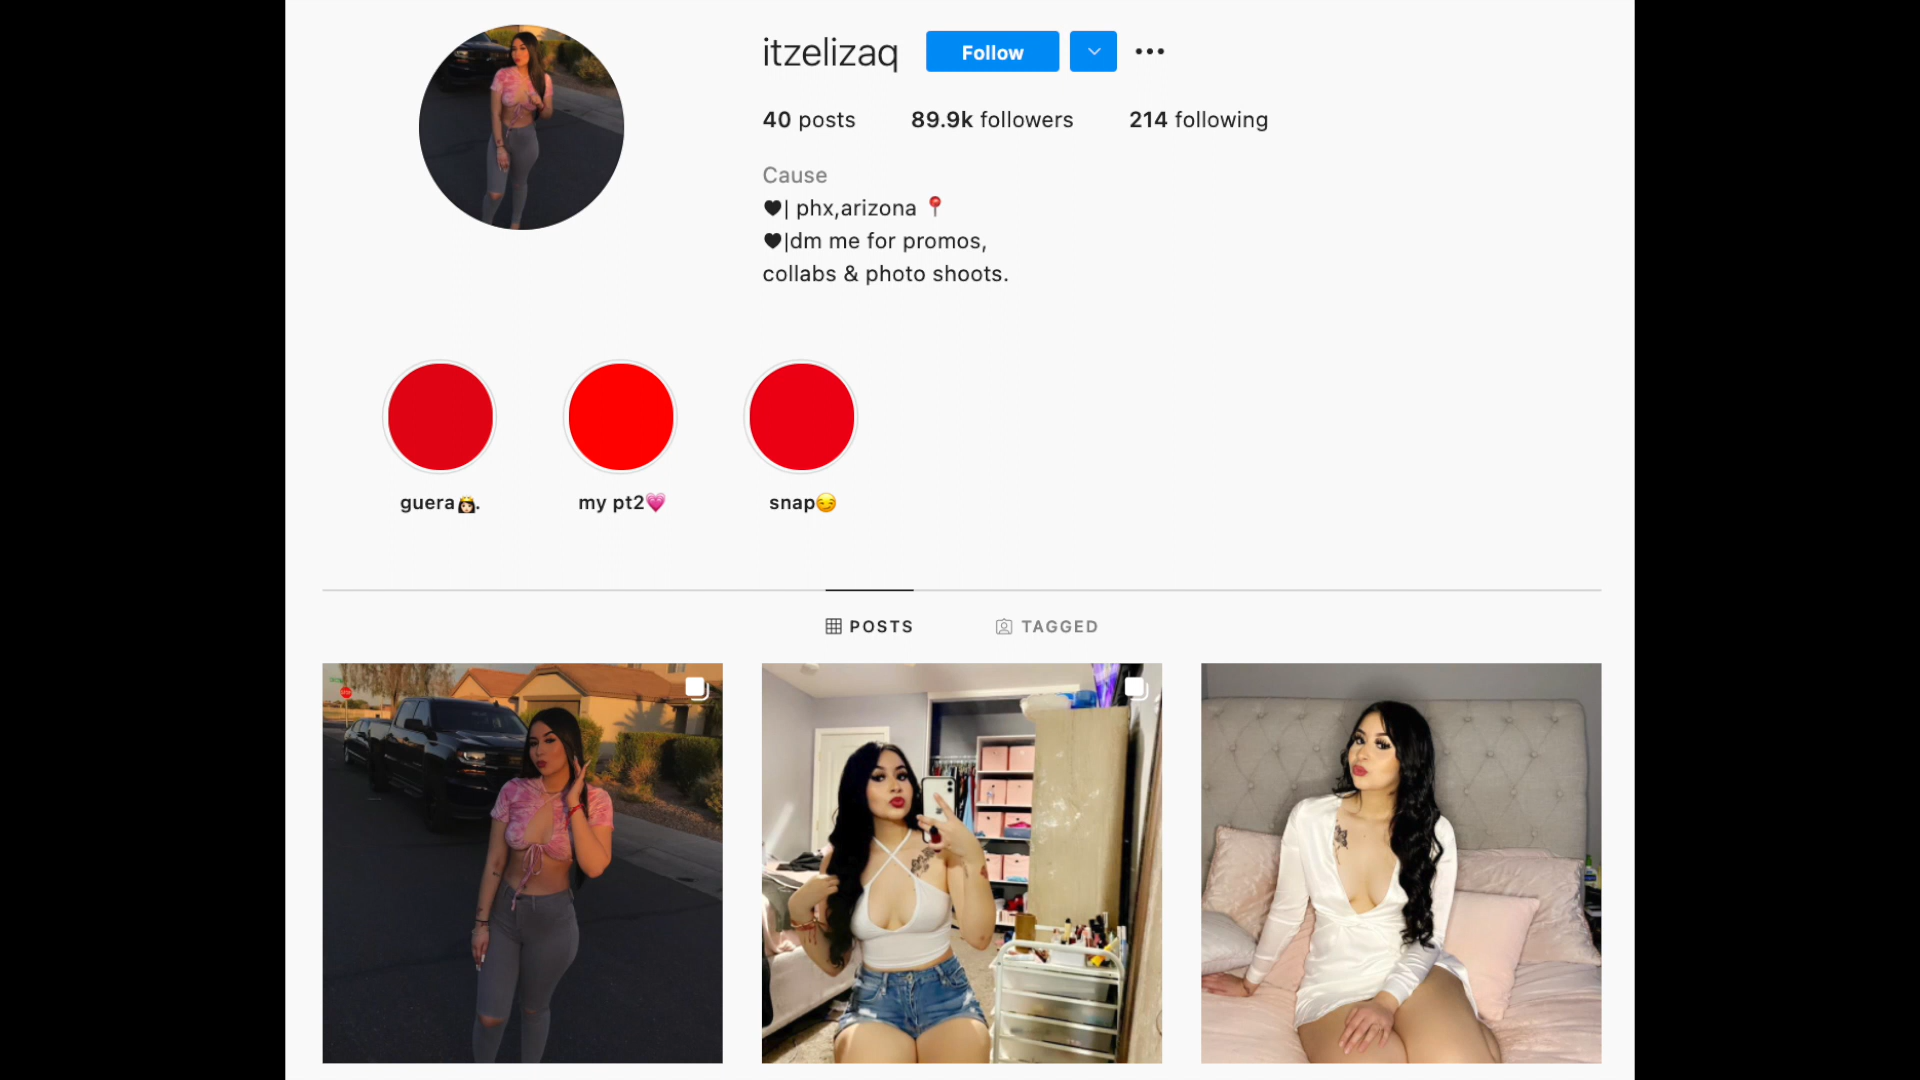 itzelizaq Follow
40 posts 89.9k followers 214 following
Cause
🖤| phx,arizona 📍
🖤|dm me for promos,
collabs & photo shoots.
guera👸🏻. my pt2💗 snap😏
POSTS TAGGED
STOP